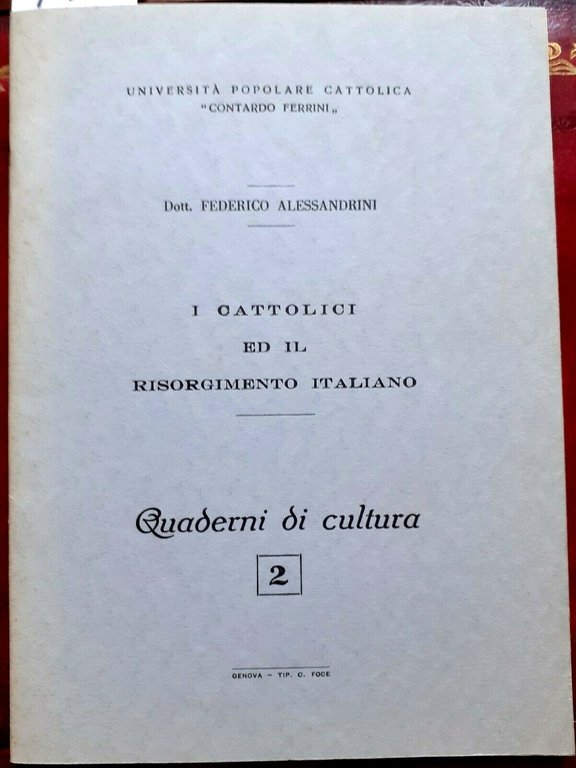 UNIVERSITÀ POPOLARE CATTOLICA
"CONTARDO FERRINI„
Dott. FEDERICO ALESSANDRINI
I CATTOLICI
ED IL
RISORGIMENTO ITALIANO
Quaderni di cultura
2
GENOVA - TIP. C. FOCE